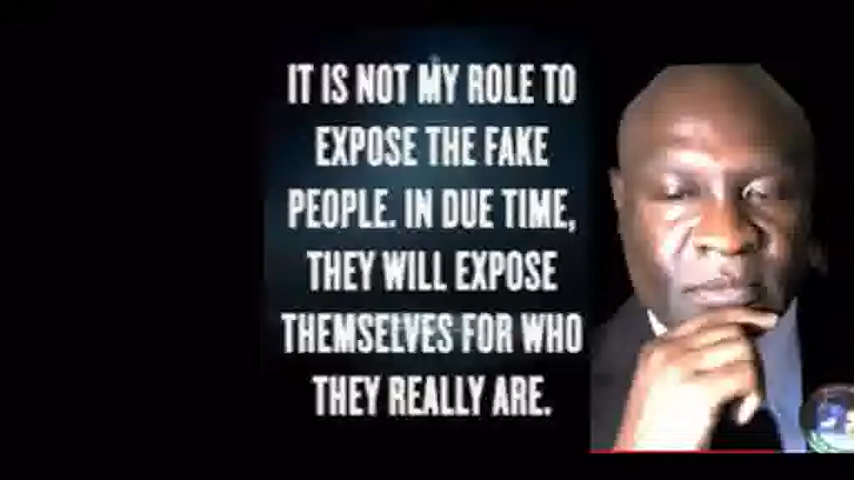 IT IS NOT MY ROLE TO
EXPOSE THE FAKE
PEOPLE. IN DUE TIME,
THEY WILL EXPOSE
THEMSELVES FOR WHO
THEY REALLY ARE.